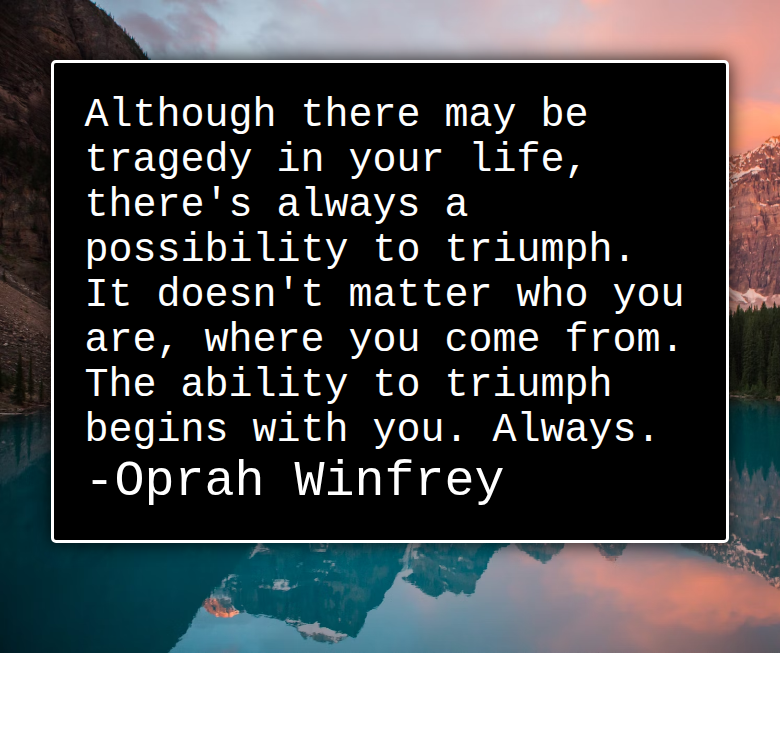 Although there may be
tragedy in your life,
there's always a
possibility to triumph.
It doesn't matter who you
are, where you come from.
The ability to triumph
begins with you. Always.
-Oprah Winfrey